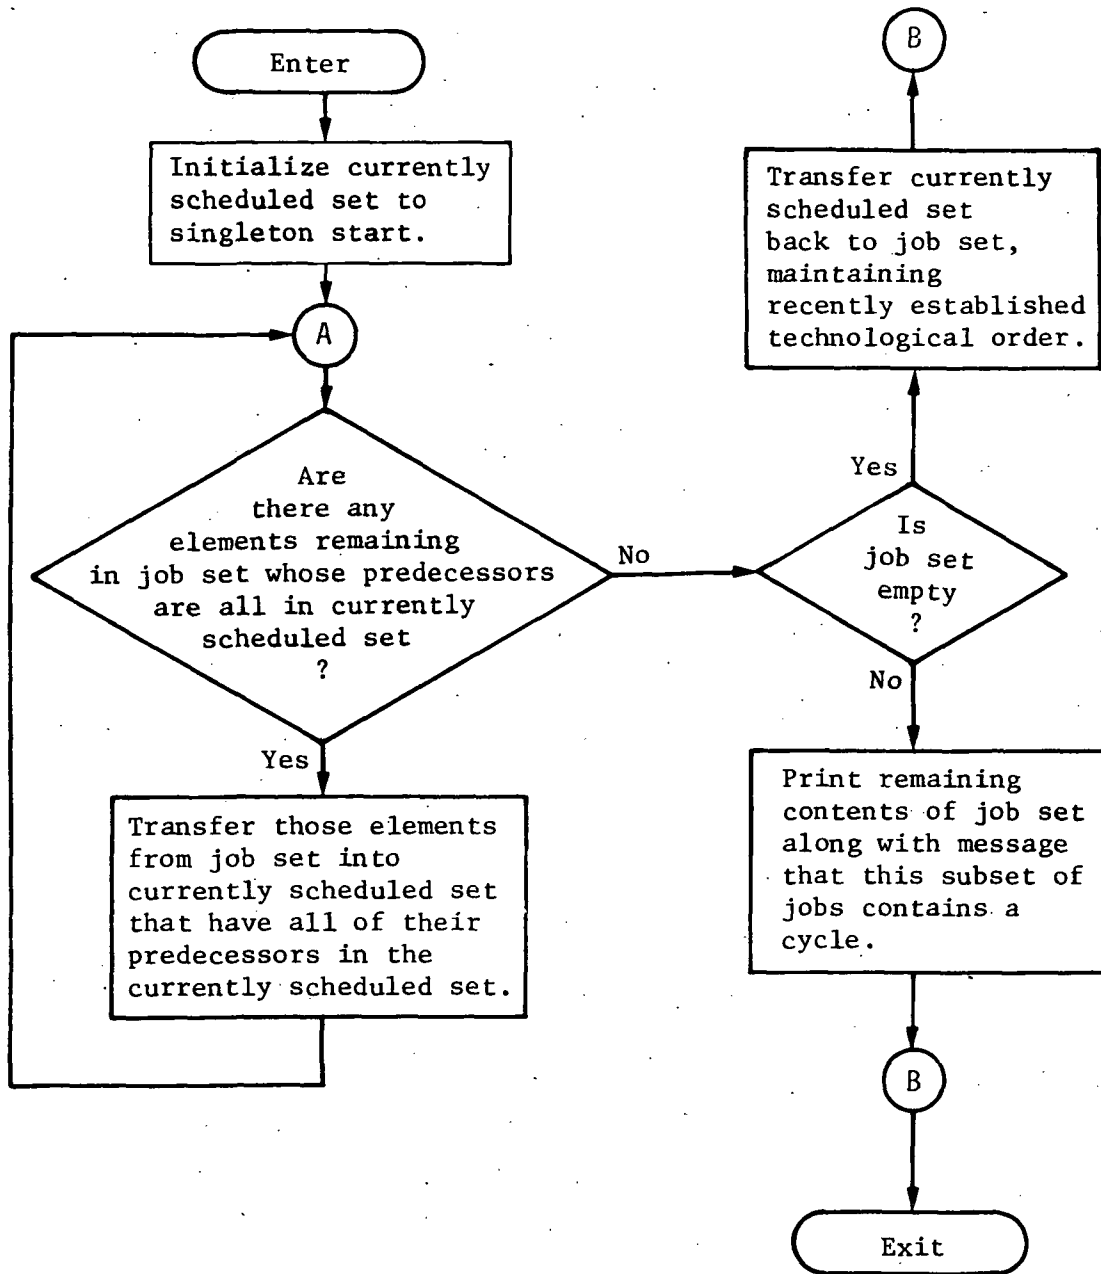 Enter
Initialize currently
scheduled set to
singleton start.
A
Are
there any
elements remaining
in job set whose predecessors
are all in currently
scheduled set
?
Yes
Transfer those elements
from job set into
currently scheduled set
that have all of their
predecessors in the
currently scheduled set.
No
Is
job set
empty
?
Yes
Transfer currently
scheduled set
back to job set,
maintaining
recently established
technological order.
B
No
Print remaining
contents of job set
along with message
that this subset of
jobs contains a
cycle.
B
Exit